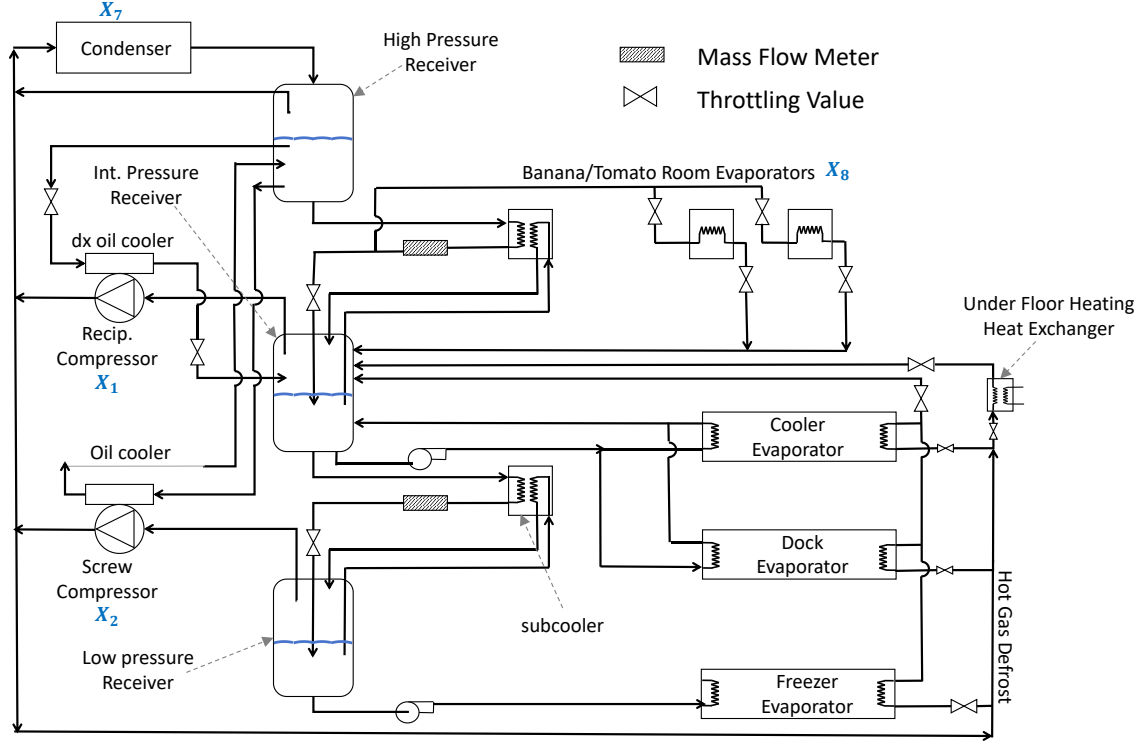 X7
Condenser
High Pressure
Receiver
Mass Flow Meter
Throttling Value
Int. Pressure
Receiver
Banana/Tomato Room Evaporators X8
dx oil cooler
Recip.
Compressor
X1
Under Floor Heating
Heat Exchanger
Cooler
Evaporator
Oil cooler
Dock
Evaporator
Screw
Compressor
X2
subcooler
Hot Gas Defrost
Low pressure
Receiver
Freezer
Evaporator